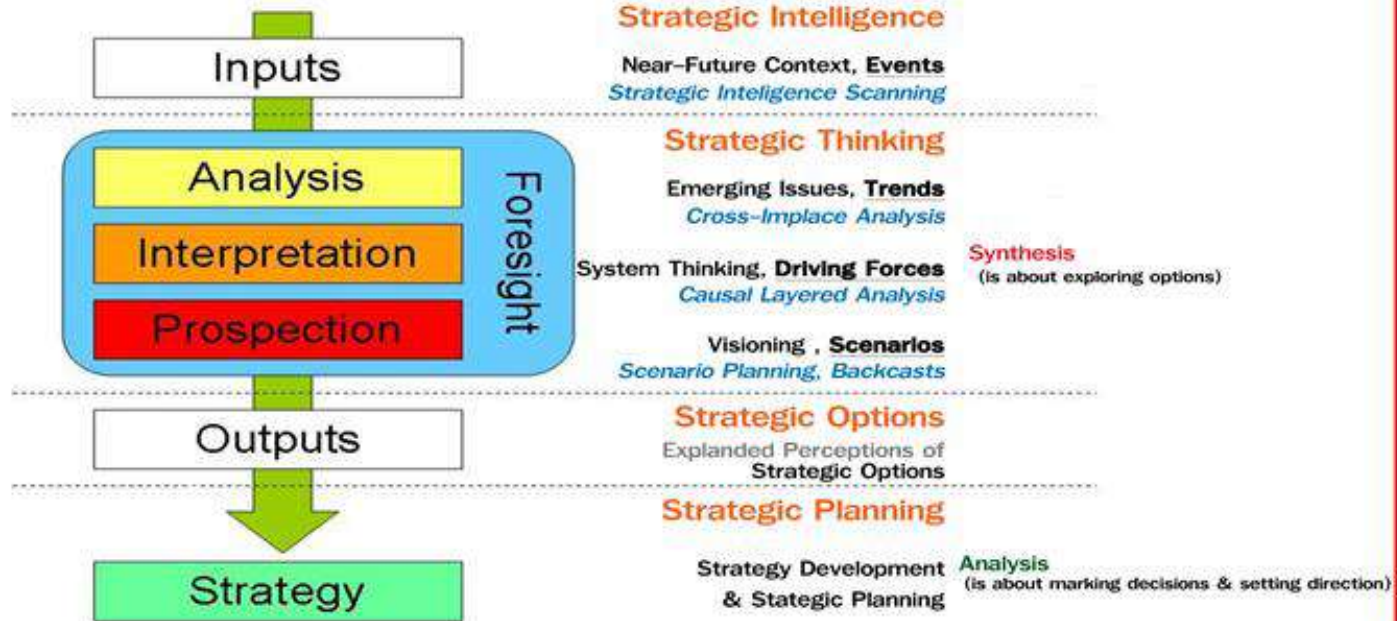 Strategic Intelligence
Inputs
Near-Future Context, Events
Strategic Inteligence Scanning
Strategic Thinking
Analysis
Emerging Issues, Trends
Cross-Implace Analysis
Foresight
Interpretation
System Thinking, Driving Forces
Causal Layered Analysis
Synthesis
(is about exploring options)
Prospection
Visioning , Scenarios
Scenario Planning, Backcasts
Strategic Options
Outputs
Explanded Perceptions of
Strategic Options
Strategic Planning
Strategy
Strategy Development
& Stategic Planning
Analysis
(is about marking decisions & setting direction)